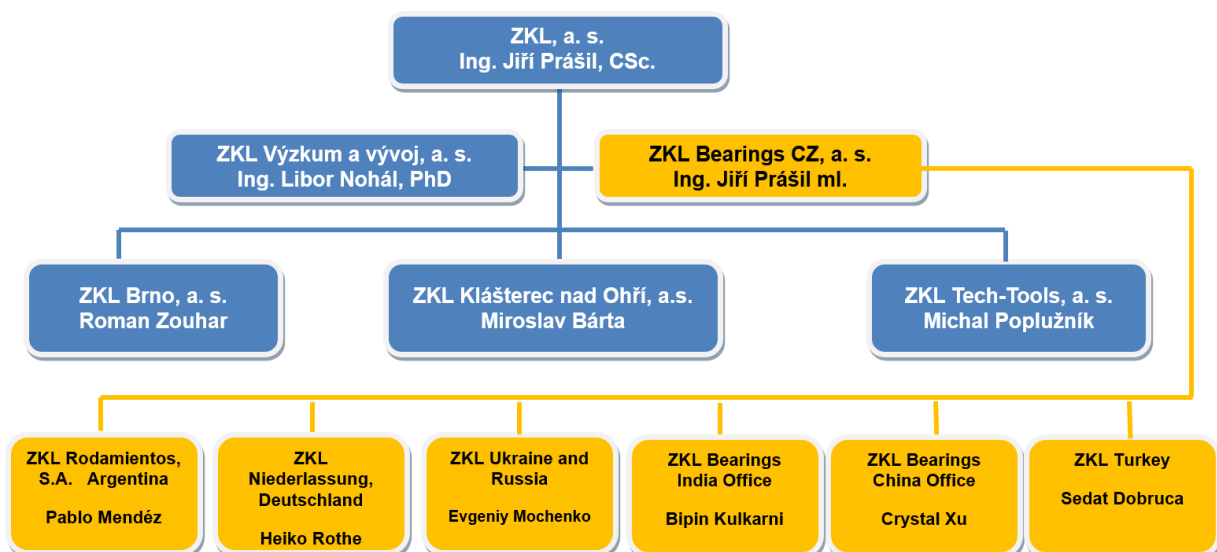 ZKL, a. s.
Ing. Jiří Prášil, CSc.
ZKL Výzkum a vývoj, a. s.
Ing. Libor Nohál, PhD
ZKL Bearings CZ, a. s.
Ing. Jiří Prášil ml.
ZKL Brno, a. s.
Roman Zouhar
ZKL Klášterec nad Ohří, a.s.
Miroslav Bárta
ZKL Tech-Tools, a. s.
Michal Poplužník
ZKL Rodamientos,
S.A. Argentina
Pablo Mendéz
ZKL
Niederlassung,
Deutschland
Heiko Rothe
ZKL Ukraine and
Russia
Evgeniy Mochenko
ZKL Bearings
India Office
Bipin Kulkarni
ZKL Bearings
China Office
Crystal Xu
ZKL Turkey
Sedat Dobruca